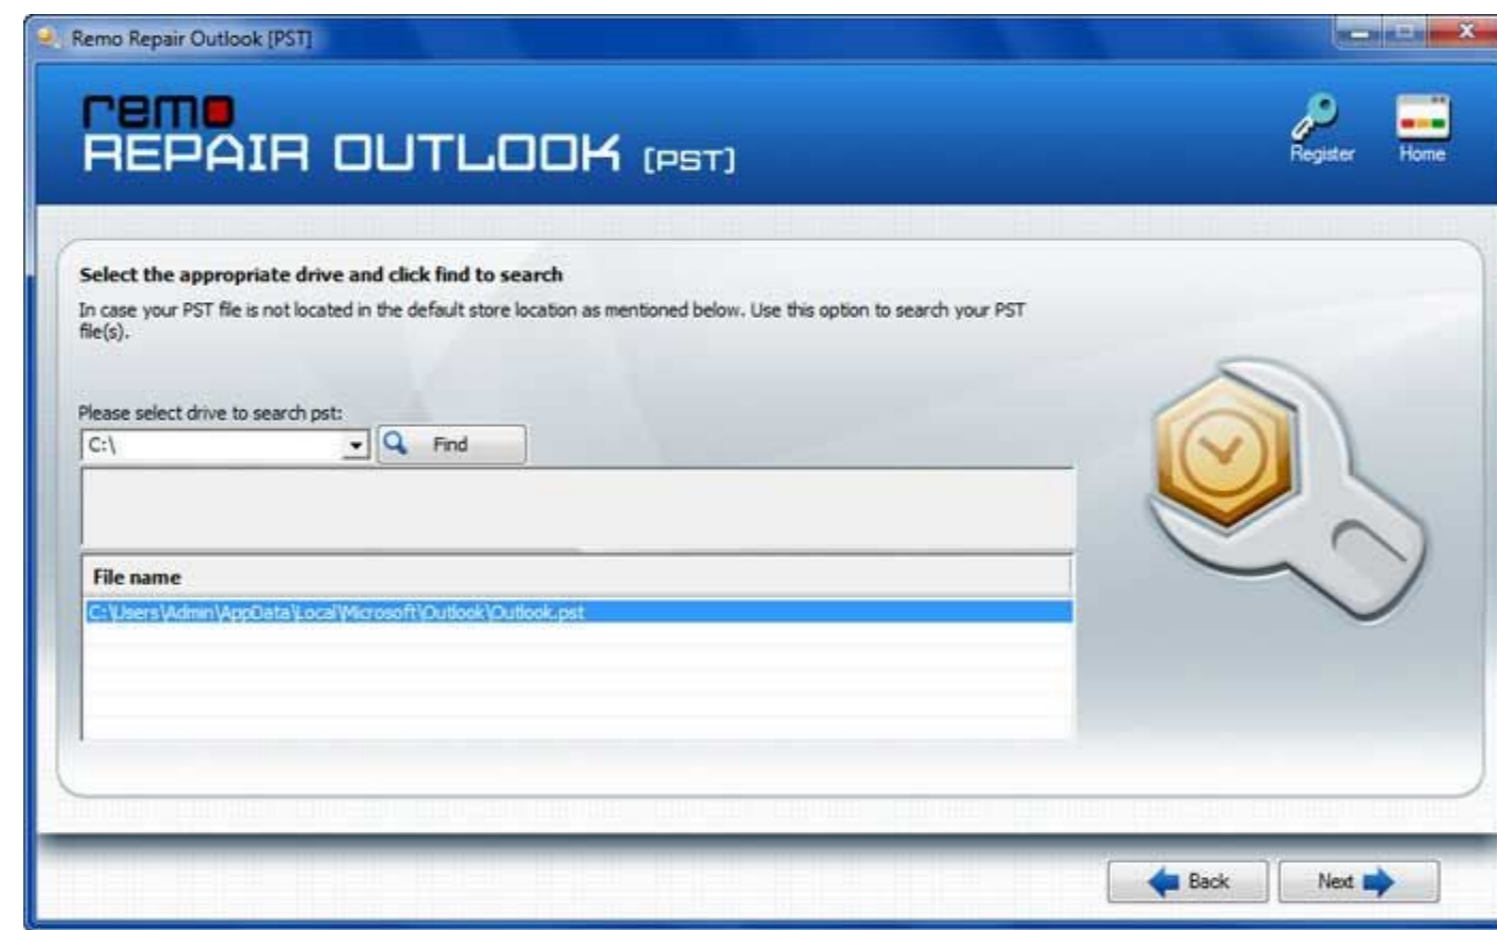 Remo Repair Outlook [PST]
remo
REPAIR OUTLOOK [PST]
Register
Home
Select the appropriate drive and click find to search
In case your PST file is not located in the default store location as mentioned below. Use this option to search your PST
file(s).
Please select drive to search pst:
C:\
Find
File name
C:\Users\Admin\AppData\Local\Microsoft\Outlook\Outlook.pst
Back
Next